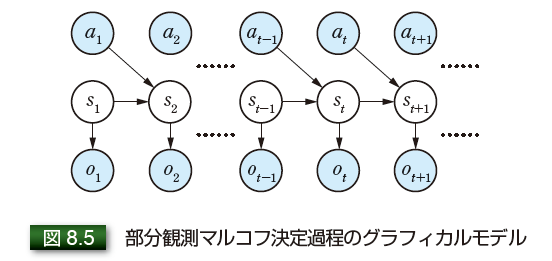 a1 a2 at−1 at at+1
......
s1 s2 st−1 st st+1
......
o1 o2 ot−1 ot ot+1
図 8.5 部分観測マルコフ決定過程のグラフィカルモデル